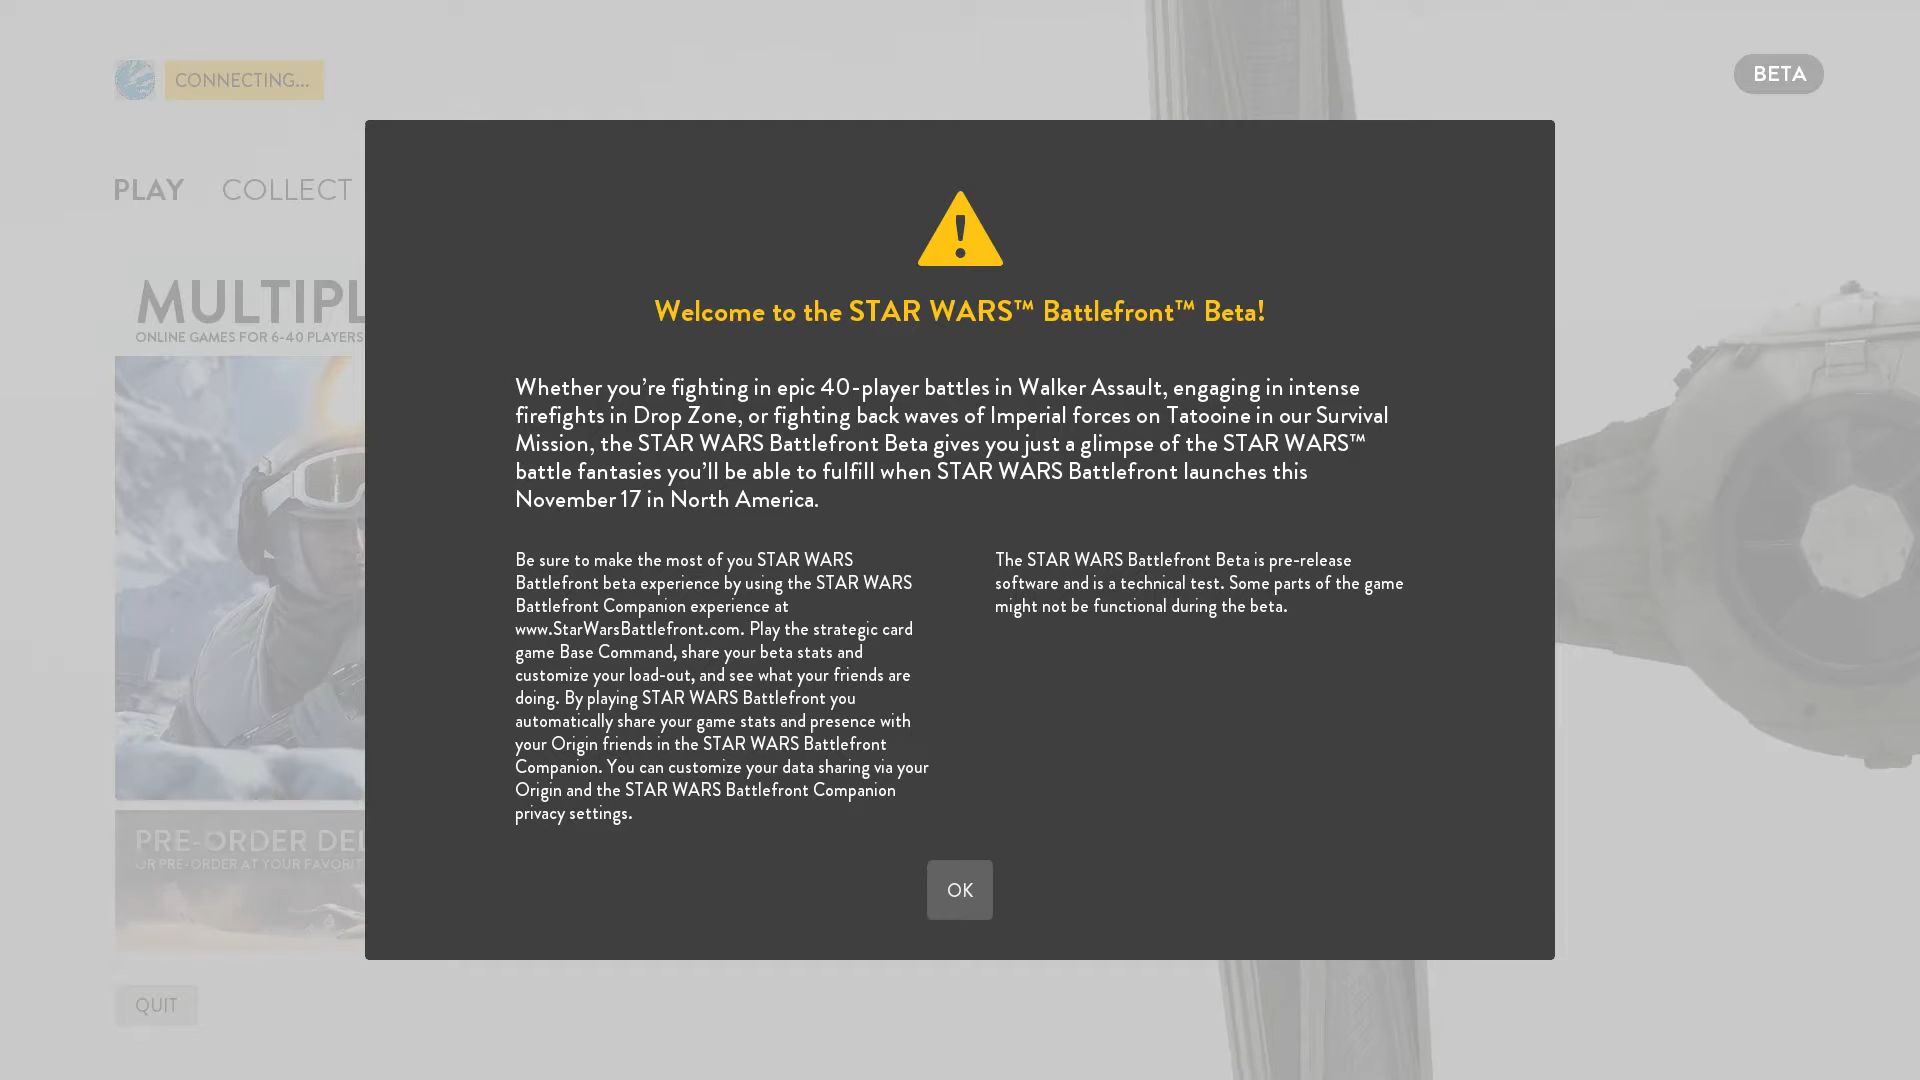 CONNECTING...
BETA
PLAY
COLLECT
MULTIPL
ONLINE GAMES FOR 6-40 PLAYERS
Welcome to the STAR WARS™ Battlefront™ Beta!
Whether you're fighting in epic 40-player battles in Walker Assault, engaging in intense
firefights in Drop Zone, or fighting back waves of Imperial forces on Tatooine in our Survival
Mission, the STAR WARS Battlefront Beta gives you just a glimpse of the STAR WARS™
battle fantasies you'll be able to fulfill when STAR WARS Battlefront launches this
November 17 in North America.
Be sure to make the most of you STAR WARS
Battlefront beta experience by using the STAR WARS
Battlefront Companion experience at
www.StarWarsBattlefront.com. Play the strategic card
game Base Command, share your beta stats and
customize your load-out, and see what your friends are
doing. By playing STAR WARS Battlefront you
automatically share your game stats and presence with
your Origin friends in the STAR WARS Battlefront
Companion. You can customize your data sharing via your
Origin and the STAR WARS Battlefront Companion
privacy settings.
The STAR WARS Battlefront Beta is pre-release
software and is a technical test. Some parts of the game
might not be functional during the beta.
PRE-ORDER DEL
OR PRE-ORDER AT YOUR FAVORIT
OK
QUIT